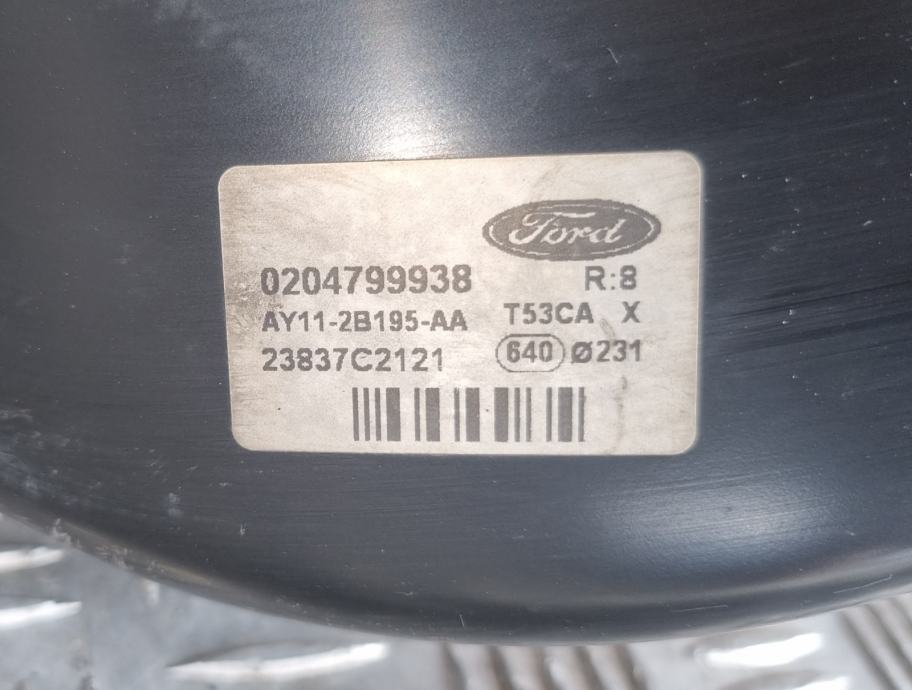 Ford
0204799938 R:8
AY11-2B195-AA T53CA X
23837C2121 640 Ø231